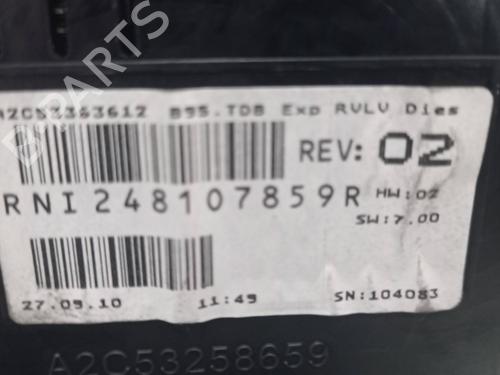 A2C53363612 B95.TDB Exp RVLV Dies
REV: 02
RNI248107859R HW:02
SW:7.00
27.09.10 11:49 SN:104083
A2C53258659
B-PARTS